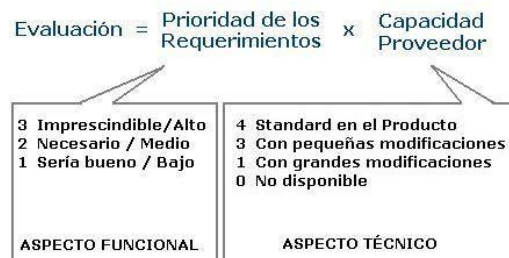 Evaluación = Prioridad de los Requerimientos x Capacidad Proveedor
3 Imprescindible/Alto
2 Necesario / Medio
1 Sería bueno / Bajo
ASPECTO FUNCIONAL
4 Standard en el Producto
3 Con pequeñas modificaciones
1 Con grandes modificaciones
0 No disponible
ASPECTO TÉCNICO